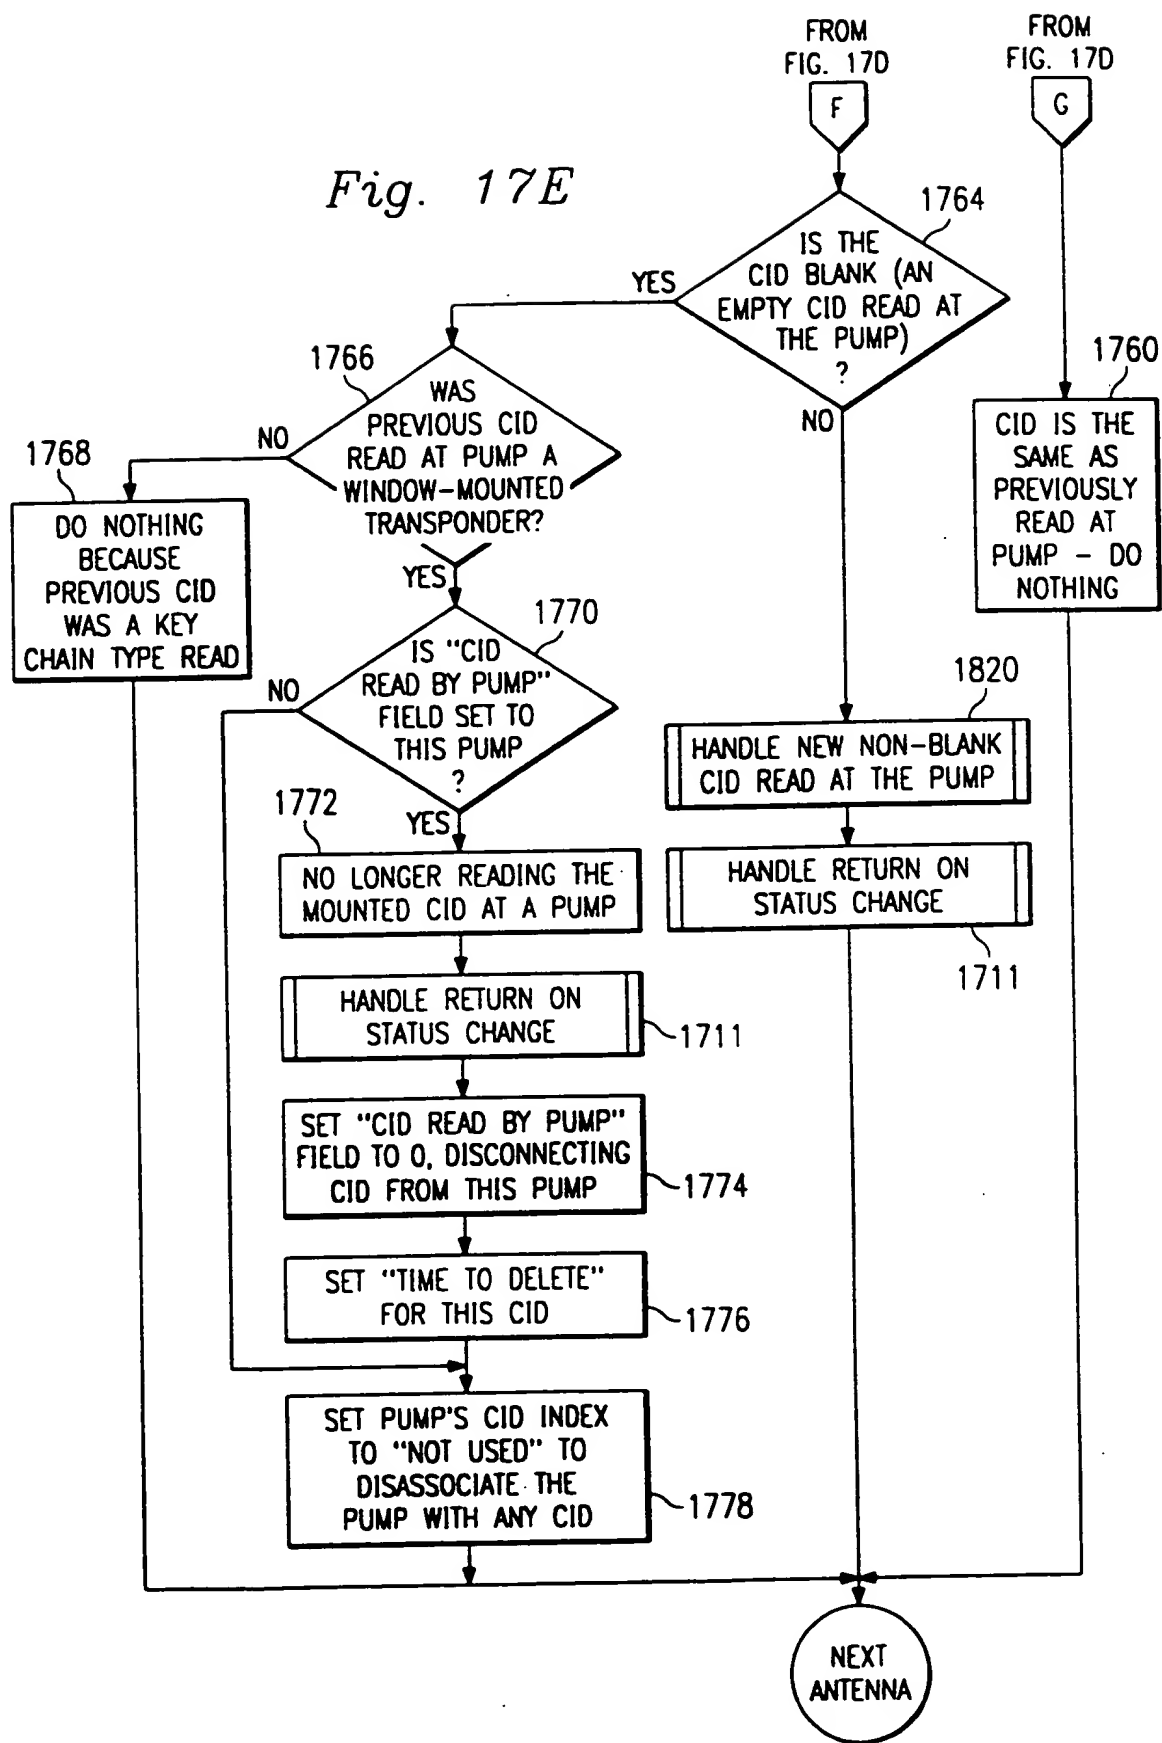 FROM
FIG. 17D
F
FROM
FIG. 17D
G
Fig. 17E
1764
IS THE
CID BLANK (AN
EMPTY CID READ AT
THE PUMP)
?
YES
NO
1766
WAS
PREVIOUS CID
READ AT PUMP A
WINDOW-MOUNTED
TRANSPONDER?
NO
YES
1760
CID IS THE
SAME AS
PREVIOUSLY
READ AT
PUMP - DO
NOTHING
1768
DO NOTHING
BECAUSE
PREVIOUS CID
WAS A KEY
CHAIN TYPE READ
1770
IS "CID
READ BY PUMP"
FIELD SET TO
THIS PUMP
?
NO
YES
1820
HANDLE NEW NON-BLANK
CID READ AT THE PUMP
1772
NO LONGER READING THE
MOUNTED CID AT A PUMP
HANDLE RETURN ON
STATUS CHANGE
1711
HANDLE RETURN ON
STATUS CHANGE
1711
SET "CID READ BY PUMP"
FIELD TO 0, DISCONNECTING
CID FROM THIS PUMP
1774
SET "TIME TO DELETE"
FOR THIS CID
1776
SET PUMP'S CID INDEX
TO "NOT USED" TO
DISASSOCIATE THE
PUMP WITH ANY CID
1778
NEXT
ANTENNA